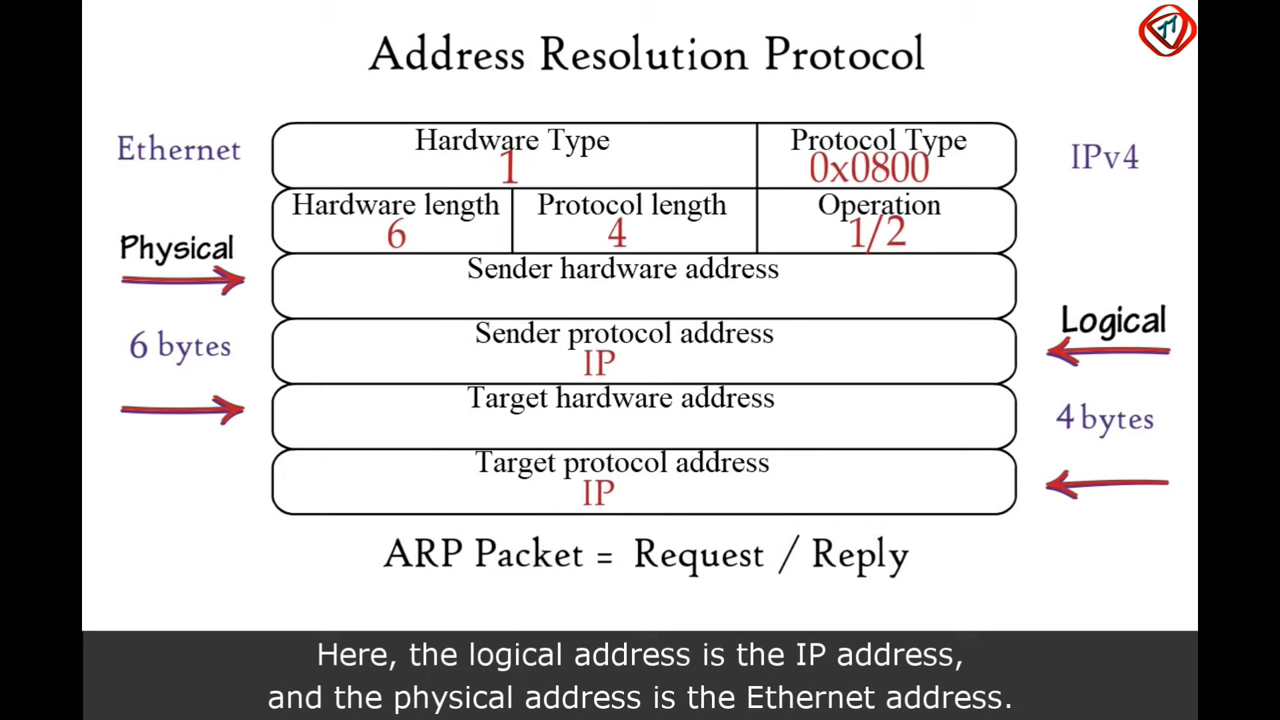 Address Resolution Protocol
Ethernet
Hardware Type
1
Protocol Type
0x0800
IPv4
Hardware length
6
Protocol length
4
Operation
1/2
Physical
Sender hardware address
Sender protocol address
IP
Logical
6 bytes
Target hardware address
4 bytes
Target protocol address
IP
ARP Packet = Request / Reply
Here, the logical address is the IP address,
and the physical address is the Ethernet address.